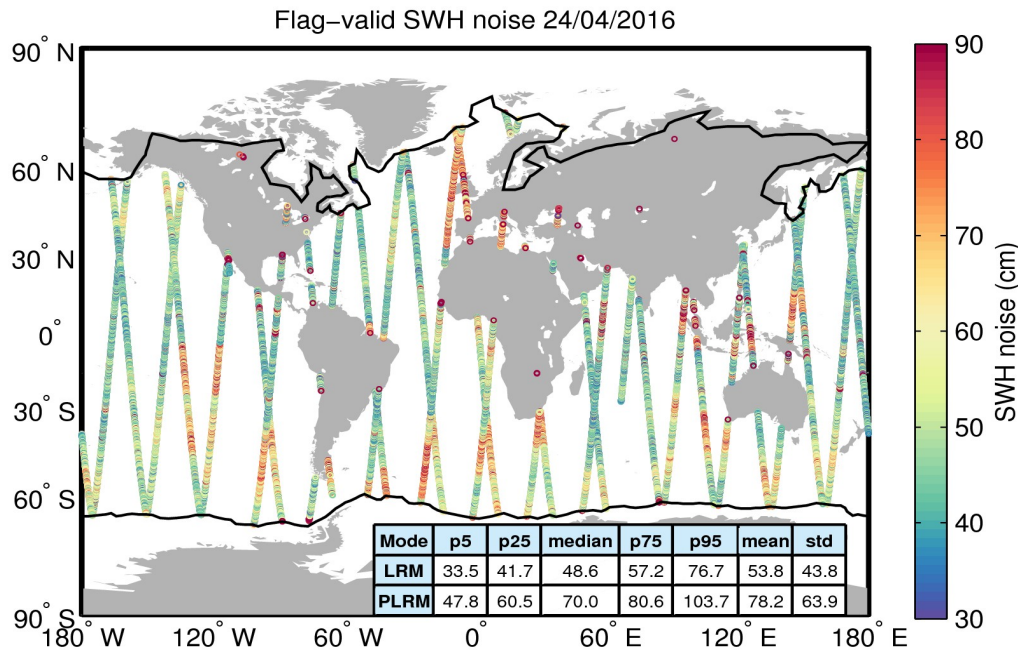 Flag−valid SWH noise 24/04/2016
90° N
60° N
30° N
0°
30° S
60° S
90° S
180° W
120° W
60° W
0°
60° E
120° E
180° E
90
80
70
60
50
40
30
SWH noise (cm)
Mode p5 p25 median p75 p95 mean std
LRM 33.5 41.7 48.6 57.2 76.7 53.8 43.8
PLRM 47.8 60.5 70.0 80.6 103.7 78.2 63.9